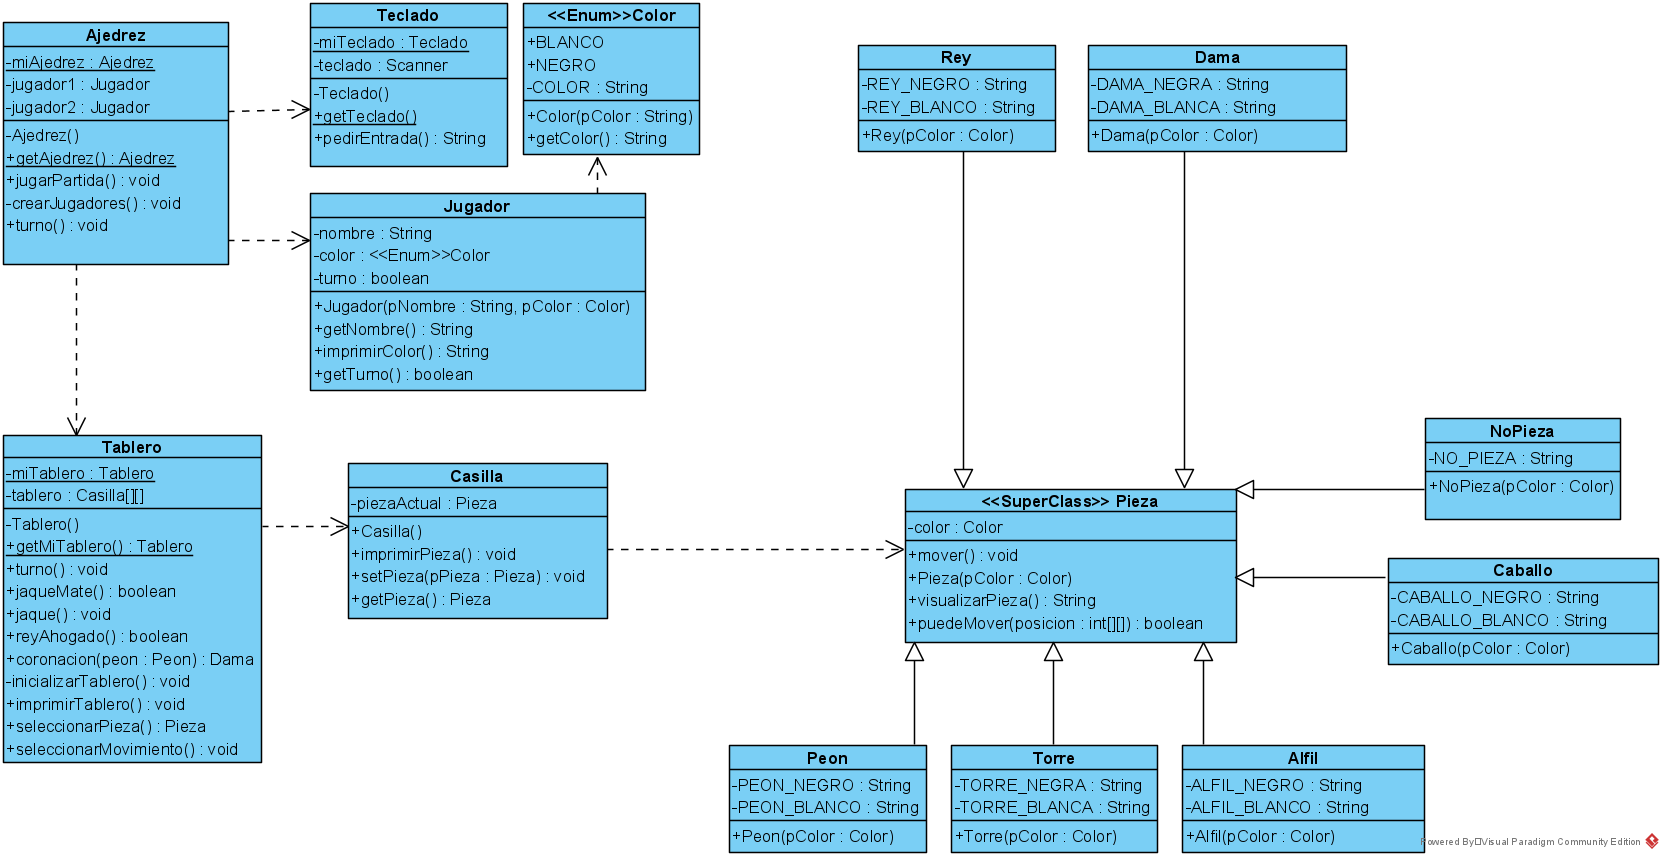 Ajedrez
-miAjedrez : Ajedrez
-jugador1 : Jugador
-jugador2 : Jugador
-Ajedrez()
+getAjedrez() : Ajedrez
+jugarPartida() : void
-crearJugadores() : void
+turno() : void
Teclado
-miTeclado : Teclado
-teclado : Scanner
-Teclado()
+getTeclado()
+pedirEntrada() : String
<<Enum>>Color
+BLANCO
+NEGRO
-COLOR : String
+Color(pColor : String)
+getColor() : String
Jugador
-nombre : String
-color : <<Enum>>Color
-turno : boolean
+Jugador(pNombre : String, pColor : Color)
+getNombre() : String
+imprimirColor() : String
+getTurno() : boolean
Rey
-REY_NEGRO : String
-REY_BLANCO : String
+Rey(pColor : Color)
Dama
-DAMA_NEGRA : String
-DAMA_BLANCA : String
+Dama(pColor : Color)
Tablero
-miTablero : Tablero
-tablero : Casilla[][]
-Tablero()
+getMiTablero() : Tablero
+turno() : void
+jaqueMate() : boolean
+jaque() : void
+reyAhogado() : boolean
+coronacion(peon : Peon) : Dama
-inicializarTablero() : void
+imprimirTablero() : void
+seleccionarPieza() : Pieza
+seleccionarMovimiento() : void
Casilla
-piezaActual : Pieza
+Casilla()
+imprimirPieza() : void
+setPieza(pPieza : Pieza) : void
+getPieza() : Pieza
<<SuperClass>> Pieza
-color : Color
+mover() : void
+Pieza(pColor : Color)
+visualizarPieza() : String
+puedeMover(posicion : int[][]) : boolean
NoPieza
-NO_PIEZA : String
+NoPieza(pColor : Color)
Caballo
-CABALLO_NEGRO : String
-CABALLO_BLANCO : String
+Caballo(pColor : Color)
Peon
-PEON_NEGRO : String
-PEON_BLANCO : String
+Peon(pColor : Color)
Torre
-TORRE_NEGRA : String
-TORRE_BLANCA : String
+Torre(pColor : Color)
Alfil
-ALFIL_NEGRO : String
-ALFIL_BLANCO : String
+Alfil(pColor : Color)
Powered By Visual Paradigm Community Edition